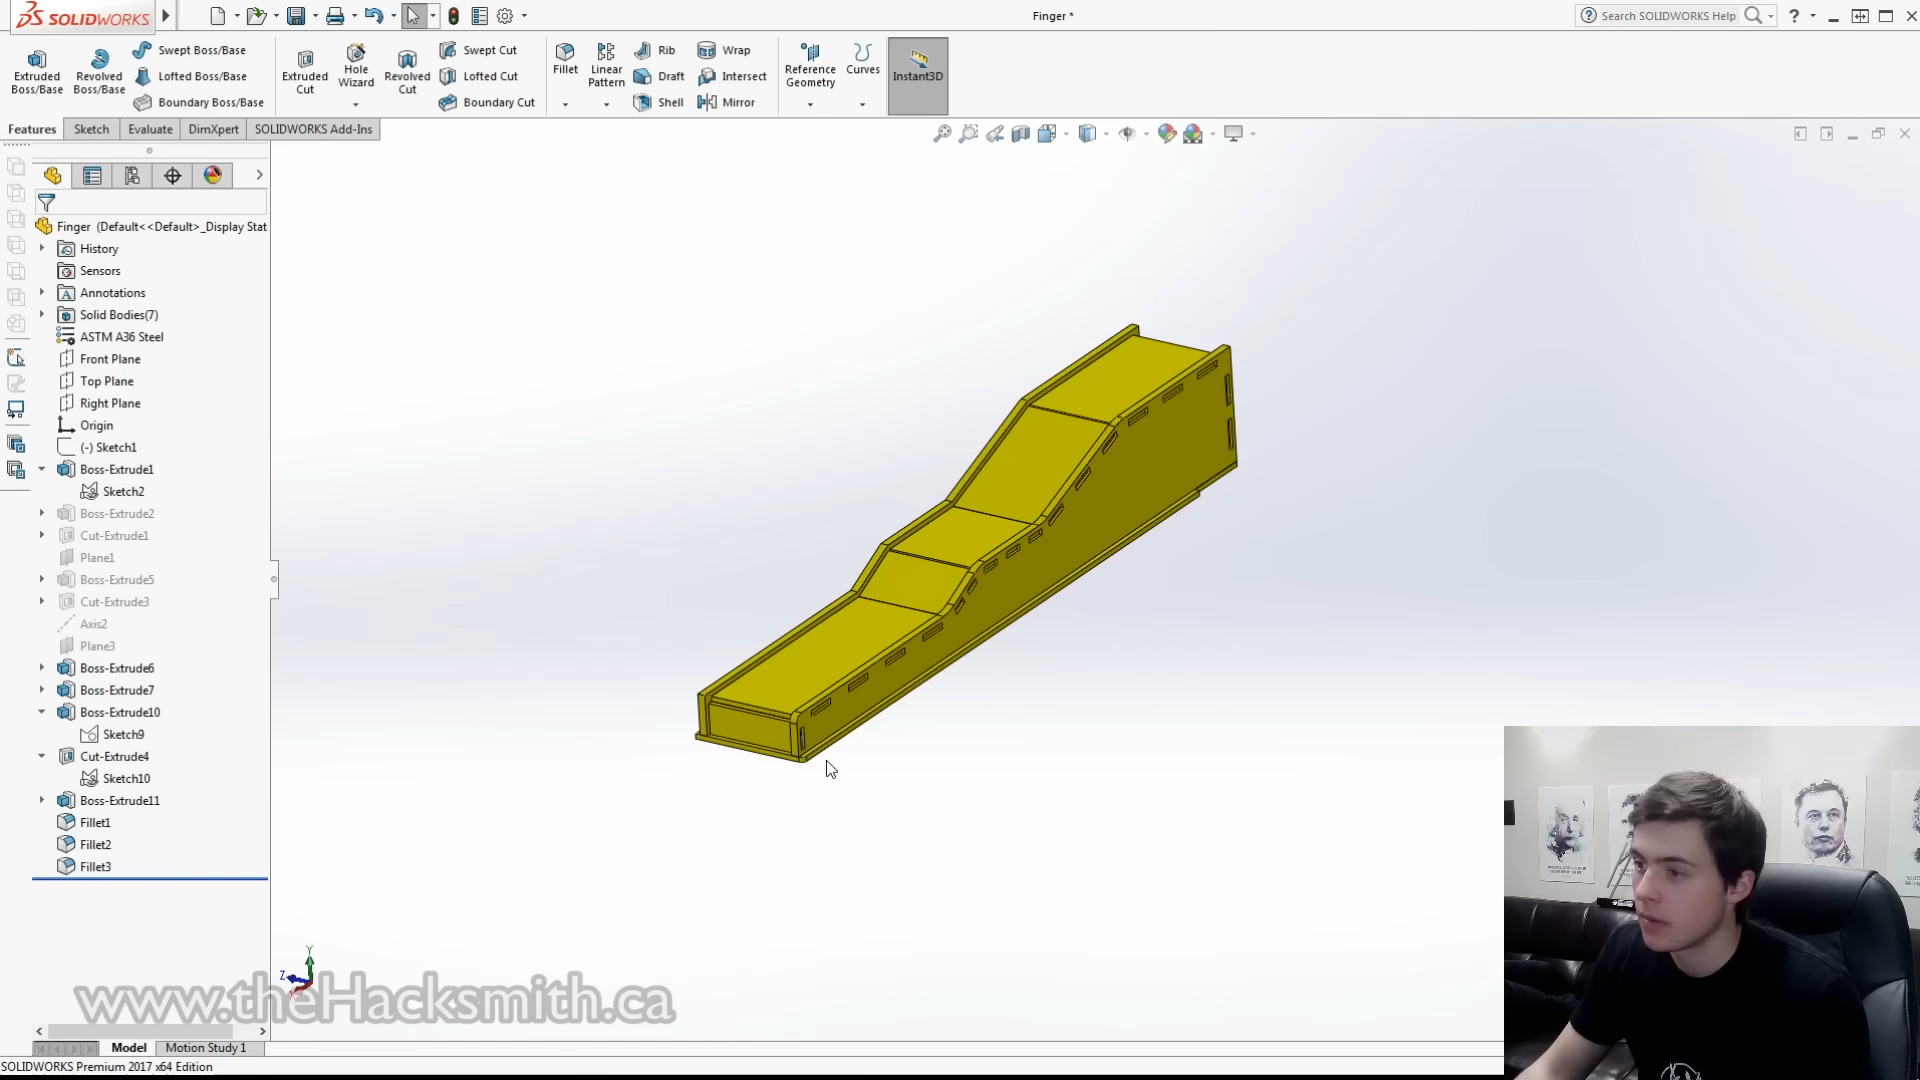 SOLIDWORKS
Finger *
Search SOLIDWORKS Help
Extruded Boss/Base
Revolved Boss/Base
Swept Boss/Base
Lofted Boss/Base
Boundary Boss/Base
Extruded Cut
Hole Wizard
Revolved Cut
Swept Cut
Lofted Cut
Boundary Cut
Fillet
Linear Pattern
Rib
Draft
Shell
Wrap
Intersect
Mirror
Reference Geometry
Curves
Instant3D
Features
Sketch
Evaluate
DimXpert
SOLIDWORKS Add-Ins
Finger (Default<<Default>_Display Stat
History
Sensors
Annotations
Solid Bodies(7)
ASTM A36 Steel
Front Plane
Top Plane
Right Plane
Origin
(-) Sketch1
Boss-Extrude1
Sketch2
Boss-Extrude2
Cut-Extrude1
Plane1
Boss-Extrude5
Cut-Extrude3
Axis2
Plane3
Boss-Extrude6
Boss-Extrude7
Boss-Extrude10
Sketch9
Cut-Extrude4
Sketch10
Boss-Extrude11
Fillet1
Fillet2
Fillet3
Y
Z
www.theHacksmith.ca
Model
Motion Study 1
SOLIDWORKS Premium 2017 x64 Edition